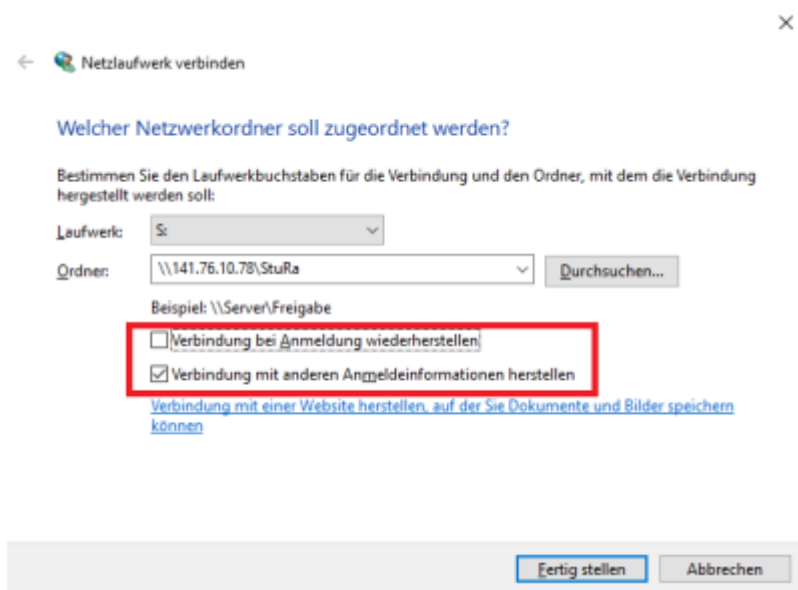 Netzlaufwerk verbinden
Welcher Netzwerkordner soll zugeordnet werden?
Bestimmen Sie den Laufwerkbuchstaben für die Verbindung und den Ordner, mit dem die Verbindung
hergestellt werden soll:
Laufwerk: S:
Ordner: \\141.76.10.78\StuRa Durchsuchen...
Beispiel: \\Server\Freigabe
Verbindung bei Anmeldung wiederherstellen
Verbindung mit anderen Anmeldeinformationen herstellen
Verbindung mit einer Website herstellen, auf der Sie Dokumente und Bilder speichern
können
Fertig stellen Abbrechen